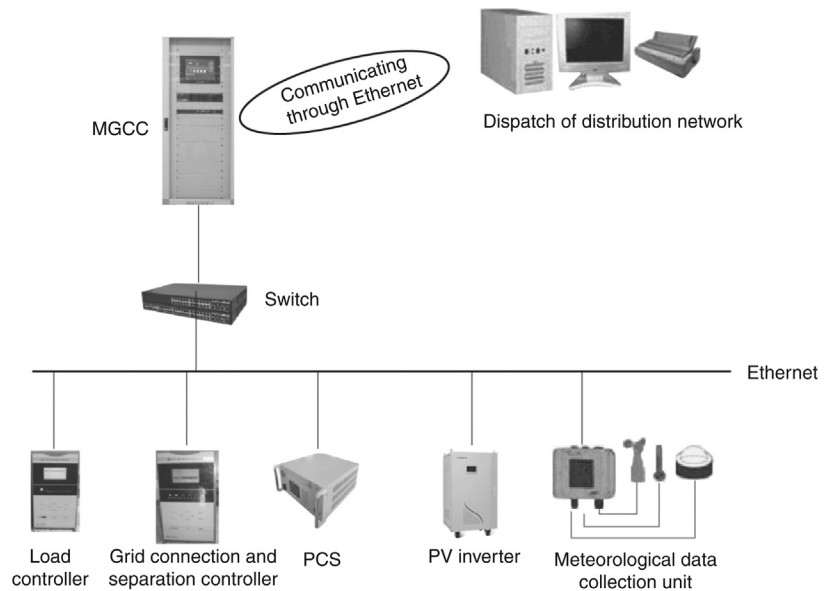 Communicating
through Ethernet
MGCC
Dispatch of distribution network
Switch
Ethernet
Load
controller
Grid connection and
separation controller
PCS
PV inverter
Meteorological data
collection unit